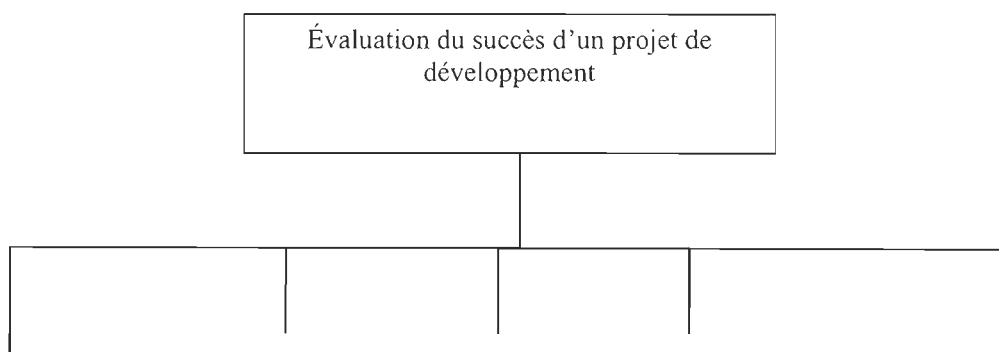 Évaluation du succès d'un projet de
développement